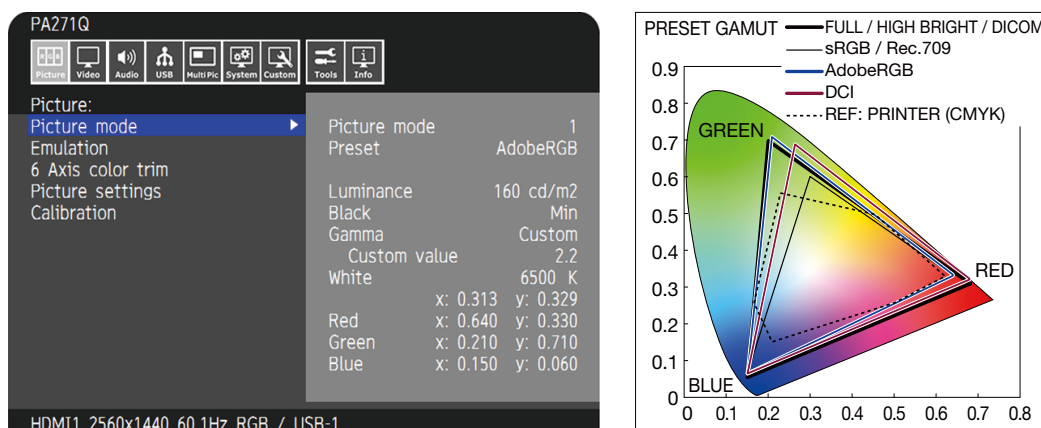 PA271Q
Picture Video Audio USB Multi Pic System Custom Tools Info
Picture:
Picture mode
Emulation
6 Axis color trim
Picture settings
Calibration
Picture mode 1
Preset AdobeRGB
Luminance 160 cd/m2
Black Min
Gamma Custom
Custom value 2.2
White 6500 K
x: 0.313 y: 0.329
Red x: 0.640 y: 0.330
Green x: 0.210 y: 0.710
Blue x: 0.150 y: 0.060
HDMI1 2560x1440 60.1Hz RGB / USB-1
PRESET GAMUT FULL / HIGH BRIGHT / DICOM
sRGB / Rec.709
AdobeRGB
DCI
REF: PRINTER (CMYK)
0.9
0.8
0.7
0.6
0.5
0.4
0.3
0.2
0.1
0
GREEN
RED
BLUE
0 0.1 0.2 0.3 0.4 0.5 0.6 0.7 0.8